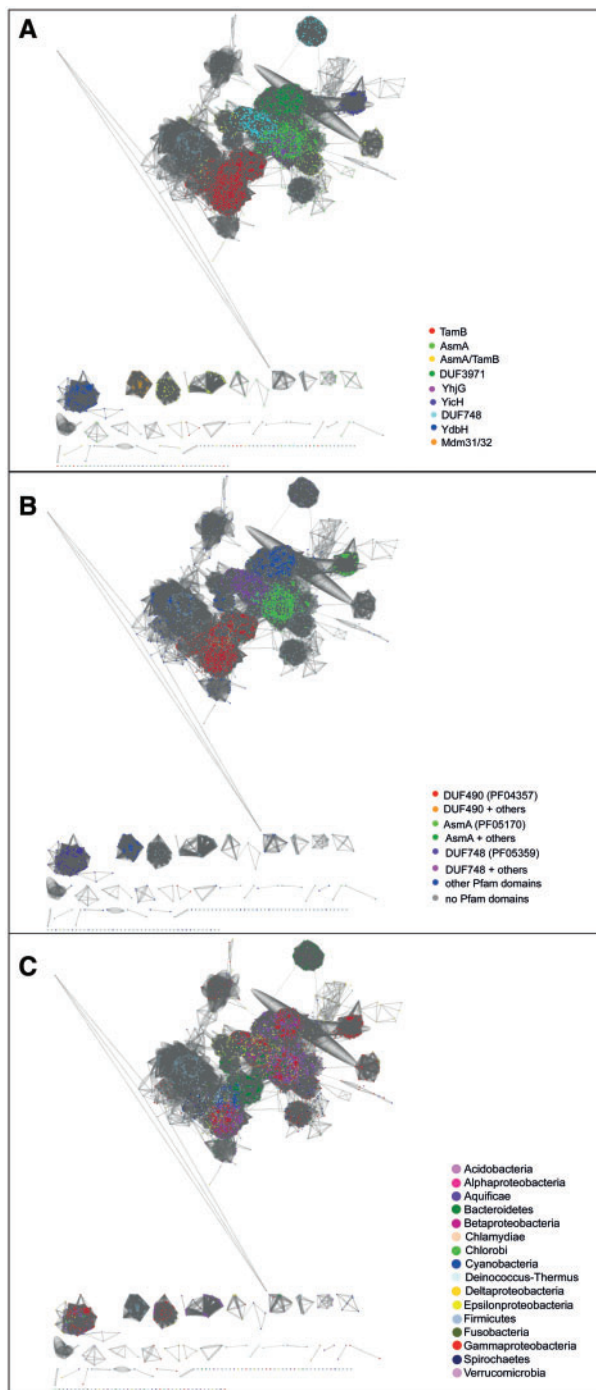 A
TamB
AsmA
AsmA/TamB
DUF3971
YhjG
YicH
DUF748
YdbH
Mdm31/32
B
DUF490 (PF04357)
DUF490 + others
AsmA (PF05170)
AsmA + others
DUF748 (PF05359)
DUF748 + others
other Pfam domains
no Pfam domains
C
Acidobacteria
Alphaproteobacteria
Aquificae
Bacteroidetes
Betaproteobacteria
Chlamydiae
Chlorobi
Cyanobacteria
Deinococcus-Thermus
Deltaproteobacteria
Epsilonproteobacteria
Firmicutes
Fusobacteria
Gammaproteobacteria
Spirochaetes
Verrucomicrobia